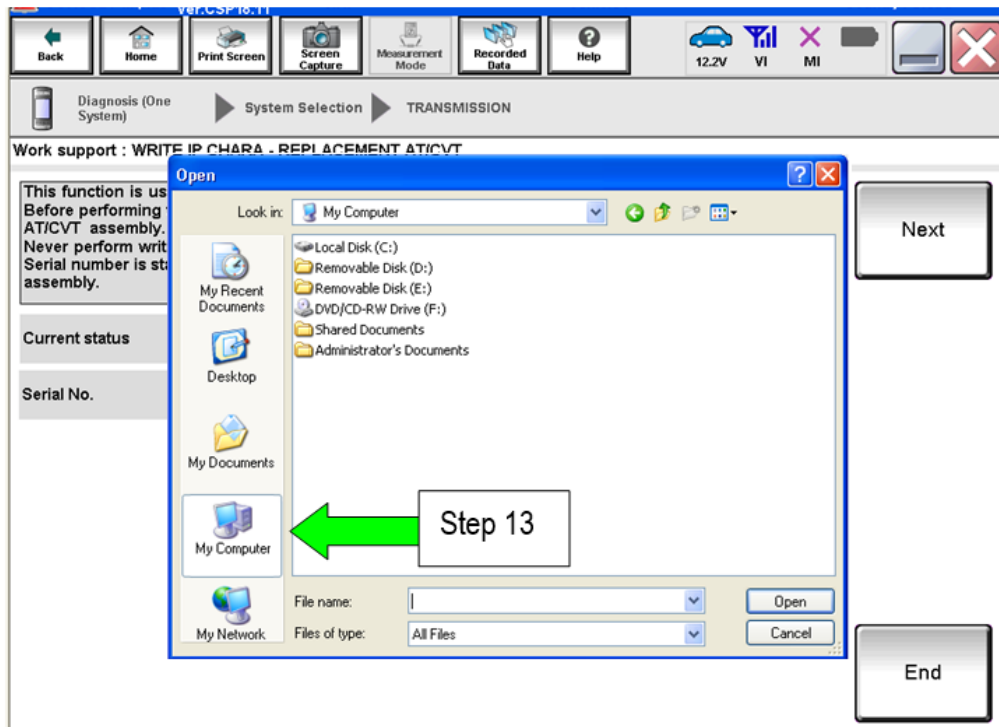 Ver.CSP18.11
Back
Home
Print Screen
Screen Capture
Measurement Mode
Recorded Data
Help
12.2V
VI
MI
Diagnosis (One System)
System Selection
TRANSMISSION
Work support : WRITE IP CHARA - REPLACEMENT AT/CVT
This function is us
Before performing
AT/CVT assembly.
Never perform writ
Serial number is sta
assembly.
Current status
Serial No.
Next
End
Open
Look in:
My Computer
My Recent Documents
Desktop
My Documents
My Computer
My Network
Local Disk (C:)
Removable Disk (D:)
Removable Disk (E:)
DVD/CD-RW Drive (F:)
Shared Documents
Administrator's Documents
Step 13
File name:
Open
Files of type:
All Files
Cancel